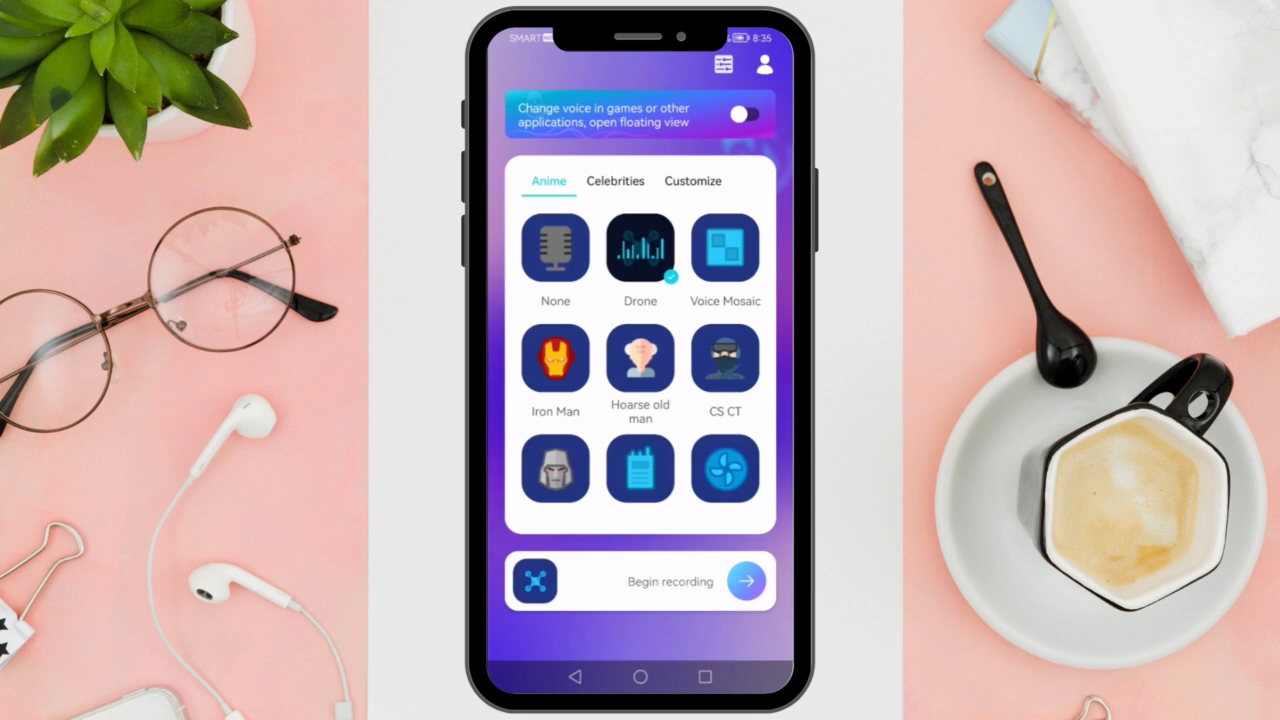 SMART
8:35
Change voice in games or other
applications, open floating view
Anime Celebrities Customize
None Drone Voice Mosaic
Iron Man Hoarse old
man CS CT
Begin recording